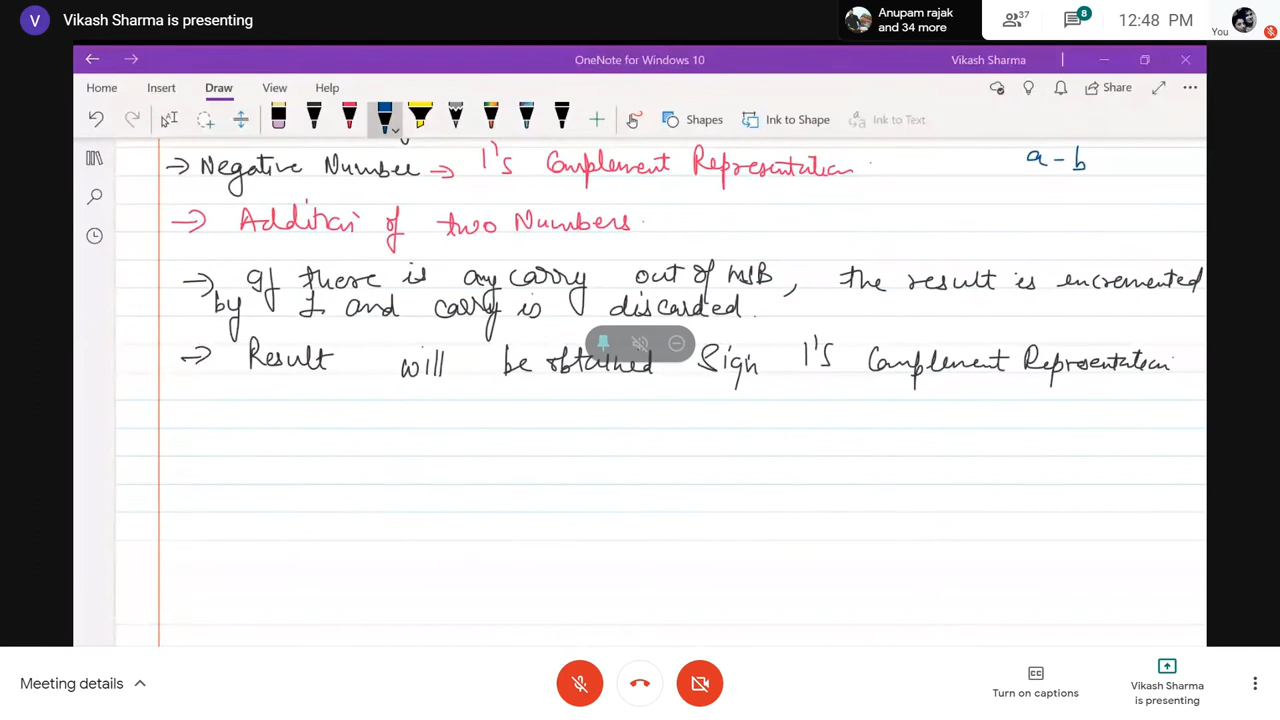 V Vikash Sharma is presenting
Anupam rajak
and 34 more
37
8
12:48 PM
You
OneNote for Windows 10
Vikash Sharma
Home Insert Draw View Help
Share
Shapes Ink to Shape Ink to Text
→ Negative Number → 1's Complement Representation
a - b
→ Addition of two Numbers
→ If there is any carry out of MSB, the result is incremented
by 1 and carry is discarded.
→ Result will be obtained Sign 1's Complement Representation
Meeting details
Turn on captions
Vikash Sharma
is presenting